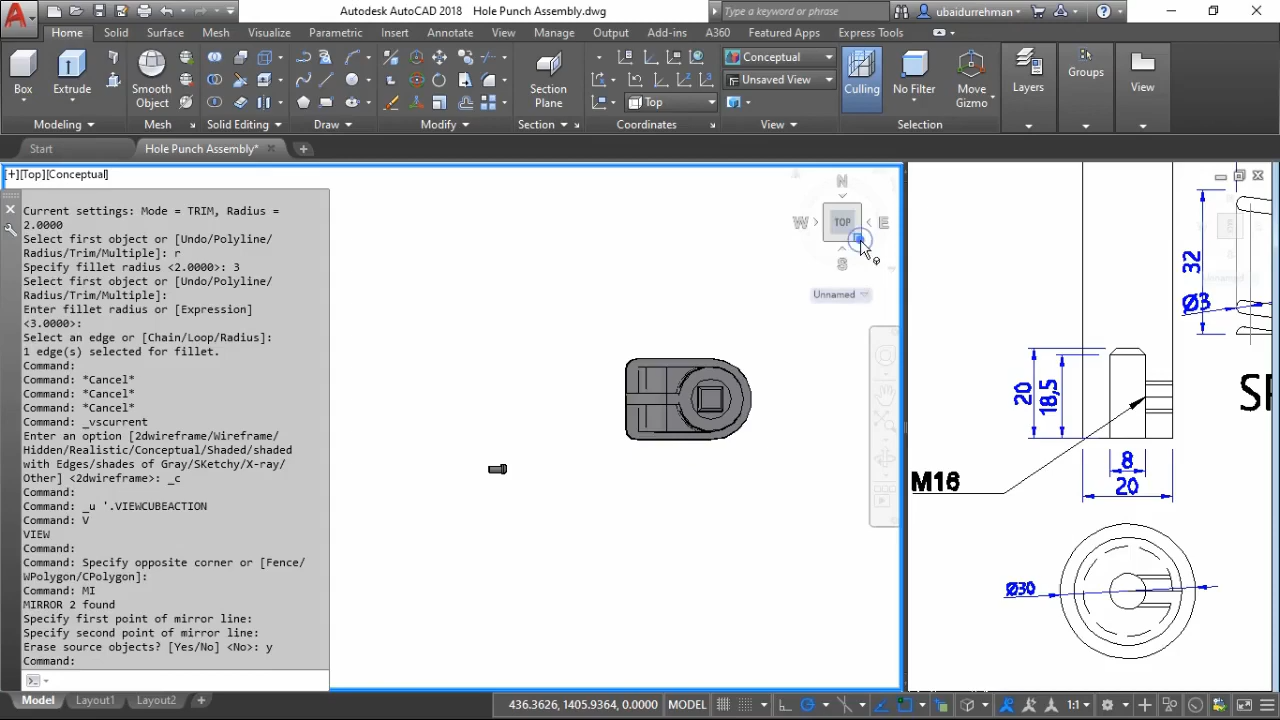 Autodesk AutoCAD 2018 Hole Punch Assembly.dwg
Type a keyword or phrase
ubaidurrehman
Home Solid Surface Mesh Visualize Parametric Insert Annotate View Manage Output Add-ins A360 Featured Apps Express Tools
Box
Extrude
Smooth
Object
Section
Plane
Conceptual
Unsaved View
Top
Culling
No Filter
Move
Gizmo
Layers
Groups
View
Modeling Mesh Solid Editing Draw Modify Section Coordinates View Selection
Start Hole Punch Assembly*
[+][Top][Conceptual]
Current settings: Mode = TRIM, Radius =
2.0000
Select first object or [Undo/Polyline/
Radius/Trim/Multiple]: r
Specify fillet radius <2.0000>: 3
Select first object or [Undo/Polyline/
Radius/Trim/Multiple]:
Enter fillet radius or [Expression]
<3.0000>:
Select an edge or [Chain/Loop/Radius]:
1 edge(s) selected for fillet.
Command:
Command: *Cancel*
Command: *Cancel*
Command: *Cancel*
Command: _vscurrent
Enter an option [2dwireframe/Wireframe/
Hidden/Realistic/Conceptual/Shaded/shaded
with Edges/shades of Gray/SKetchy/X-ray/
Other] <2dwireframe>: _c
Command:
Command: _u '.VIEWCUBEACTION
Command: V
VIEW
Command:
Command: Specify opposite corner or [Fence/
WPolygon/CPolygon]:
Command: MI
MIRROR 2 found
Specify first point of mirror line:
Specify second point of mirror line:
Erase source objects? [Yes/No] <No>: y
Command:
N
W TOP E
S
Unnamed
32
Ø3
20
18,5
M16
8
20
Ø30
Model Layout1 Layout2
436.3626, 1405.9364, 0.0000 MODEL
1:1